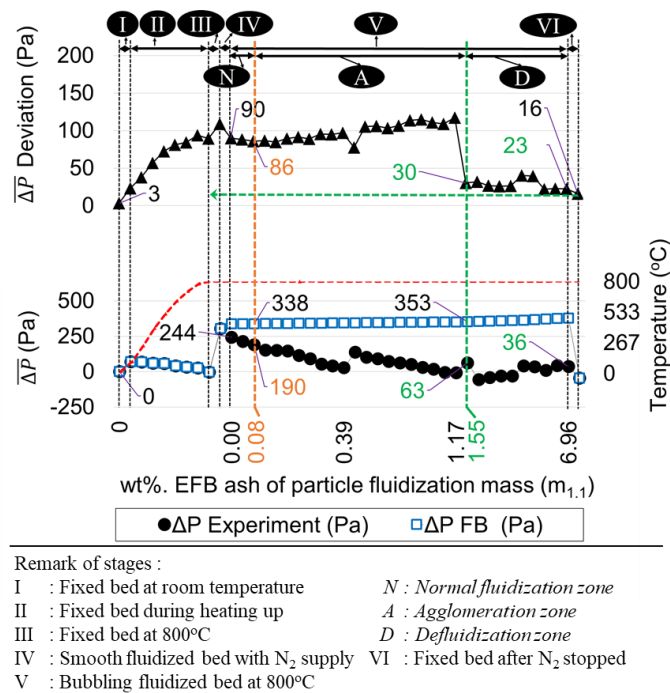 I II III IV V VI
N A D
200
150
100
50
0
ΔP Deviation (Pa)
90
86
3
30
16
23
500
250
0
-250
ΔP (Pa)
800
533
267
0
Temperature (°C)
244
338
353
36
0
190
63
0
0.00
0.08
0.39
1.17
1.55
6.96
wt%. EFB ash of particle fluidization mass (m1.1)
ΔP Experiment (Pa) ΔP FB (Pa)
Remark of stages :
I : Fixed bed at room temperature N : Normal fluidization zone
II : Fixed bed during heating up A : Agglomeration zone
III : Fixed bed at 800°C D : Defluidization zone
IV : Smooth fluidized bed with N2 supply VI : Fixed bed after N2 stopped
V : Bubbling fluidized bed at 800°C